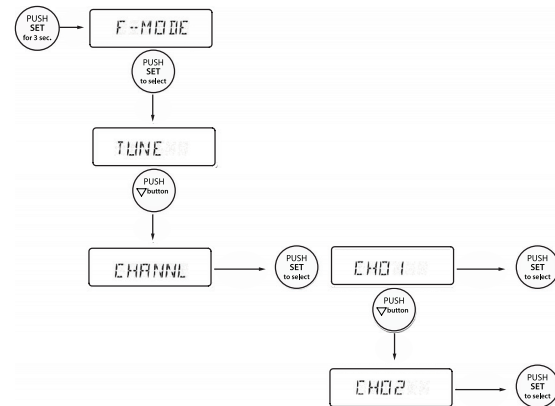 PUSH
SET
for 3 sec.
F--MODE
PUSH
SET
to select
TUNE
PUSH
▽button
CHANNL
PUSH
SET
to select
CH01
PUSH
SET
to select
PUSH
▽button
CH02
PUSH
SET
to select